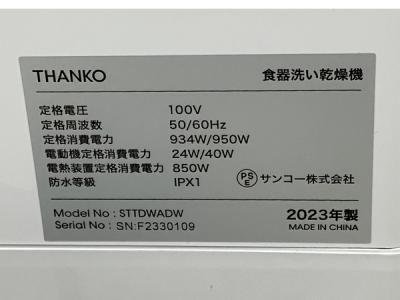 THANKO 食器洗い乾燥機
定格電圧 100V
定格周波数 50/60Hz
定格消費電力 934W/950W
電動機定格消費電力 24W/40W
電熱装置定格消費電力 850W
防水等級 IPX1 PSE サンコー株式会社
Model No : STTDWADW 2023年製
Serial No : SN:F2330109 MADE IN CHINA